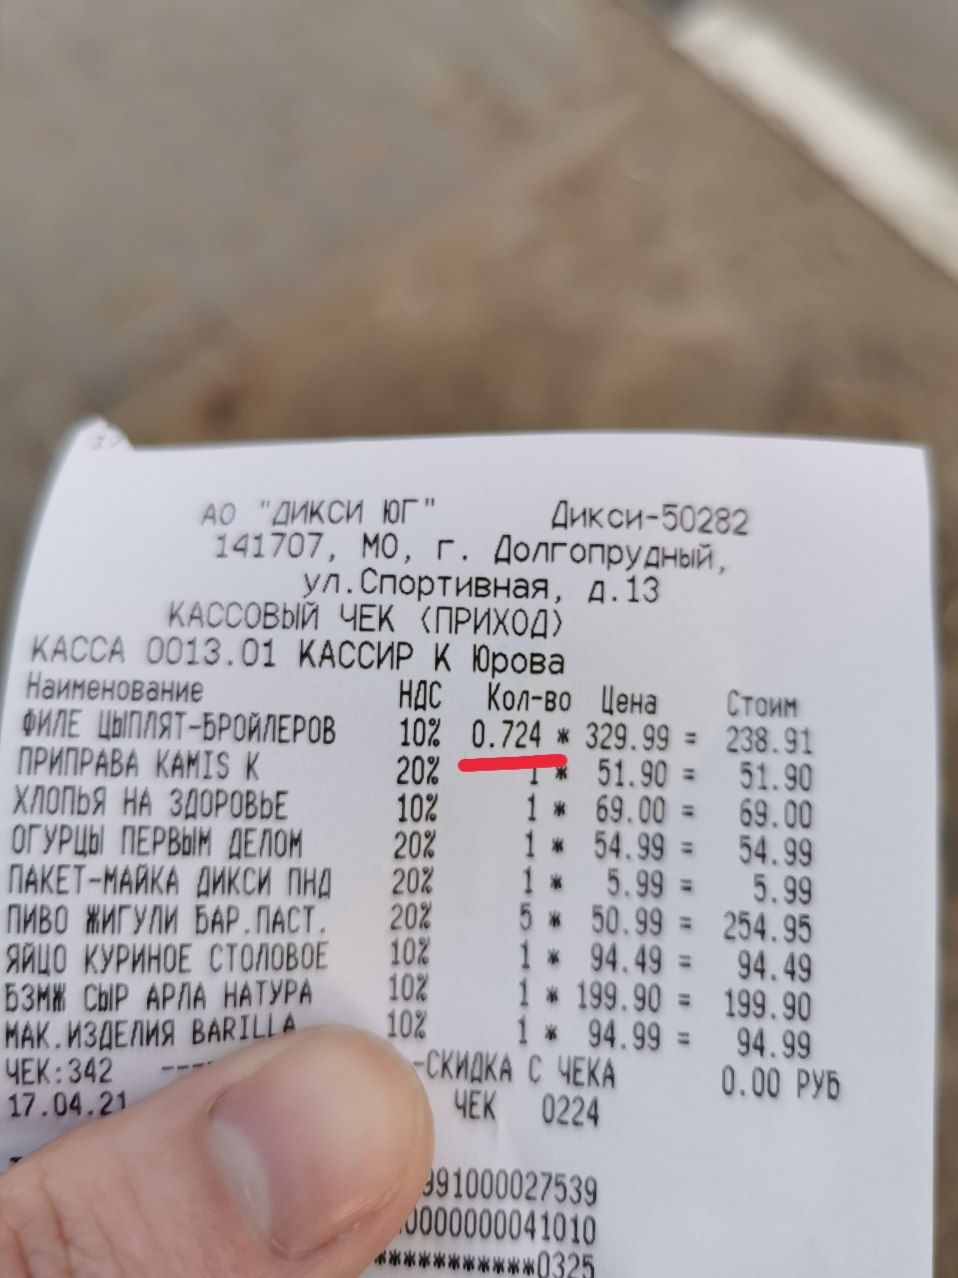 АО "ДИКСИ ЮГ" Дикси-50282
141707, МО, г. Долгопрудный,
ул.Спортивная, д.13
КАССОВЫЙ ЧЕК (ПРИХОД)
КАССА 0013.01 КАССИР К Юрова
Наименование НДС Кол-во Цена Стоим
ФИЛЕ ЦЫПЛЯТ-БРОЙЛЕРОВ 10% 0.724 * 329.99 = 238.91
ПРИПРАВА KAMIS К 20% 1 * 51.90 = 51.90
ХЛОПЬЯ НА ЗДОРОВЬЕ 10% 1 * 69.00 = 69.00
ОГУРЦЫ ПЕРВЫМ ДЕЛОМ 20% 1 * 54.99 = 54.99
ПАКЕТ-МАЙКА ДИКСИ ПНД 20% 1 * 5.99 = 5.99
ПИВО ЖИГУЛИ БАР.ПАСТ. 20% 5 * 50.99 = 254.95
ЯЙЦО КУРИНОЕ СТОЛОВОЕ 10% 1 * 94.49 = 94.49
БЗМЖ СЫР АРЛА НАТУРА 10% 1 * 199.90 = 199.90
МАК.ИЗДЕЛИЯ BARILLA 10% 1 * 94.99 = 94.99
ЧЕК:342 ---- -СКИДКА С ЧЕКА 0.00 РУБ
17.04.21 ЧЕК 0224
91000027539
0000000041010
***********0325